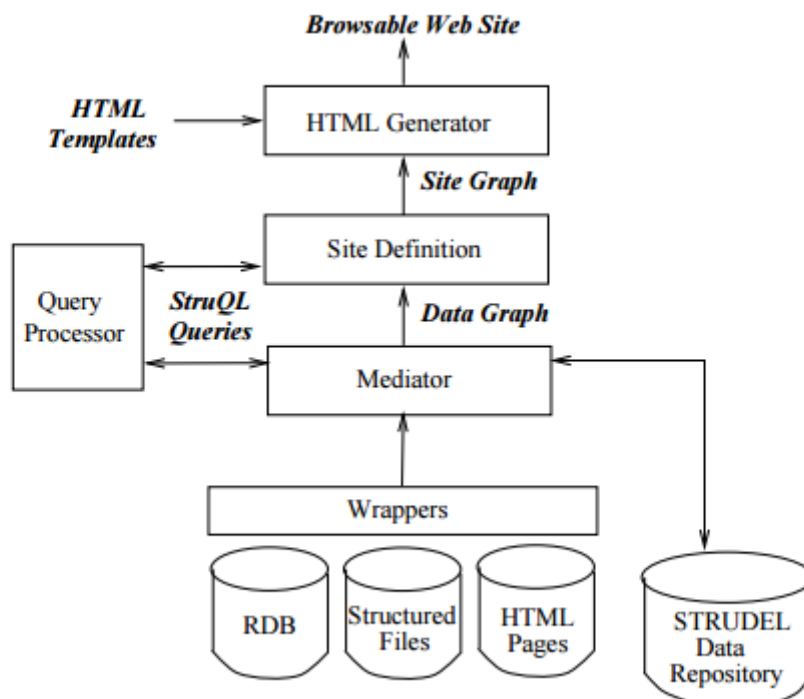 Browsable Web Site
HTML
Templates
HTML Generator
Site Graph
Site Definition
Query
Processor
StruQL
Queries
Data Graph
Mediator
Wrappers
RDB
Structured
Files
HTML
Pages
STRUDEL
Data
Repository